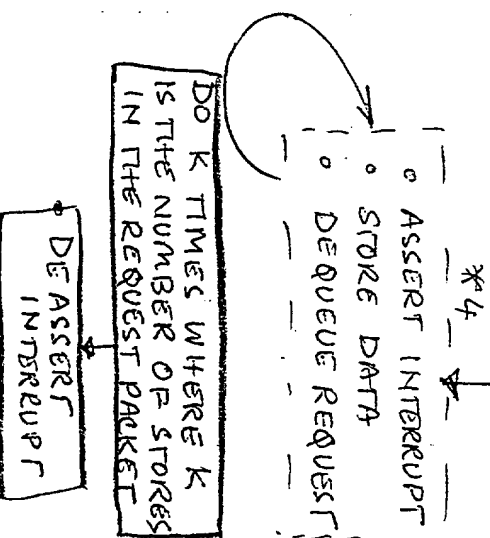 *4
• ASSERT INTERRUPT
• STORE DATA
• DEQUEUE REQUEST
DO K TIMES WHERE K
IS THE NUMBER OF STORES
IN THE REQUEST PACKET
• DEASSERT
INTERRUPT